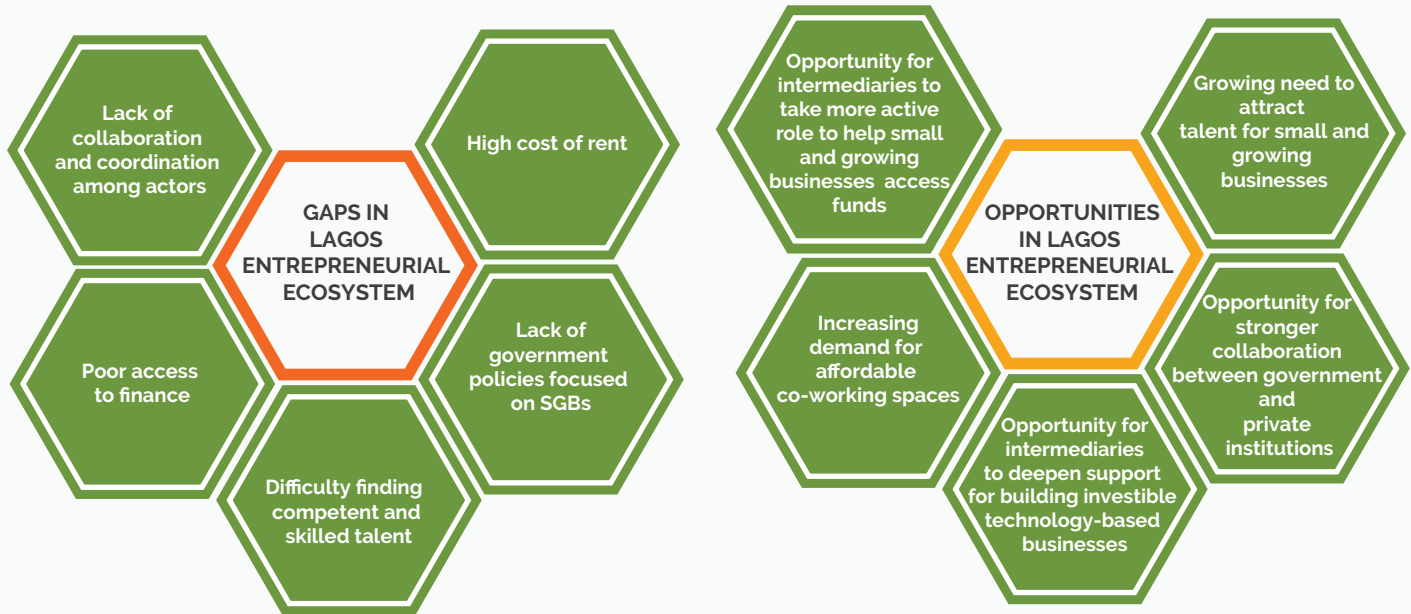 Lack of
collaboration
and coordination
among actors
High cost of rent
GAPS IN
LAGOS
ENTREPRENEURIAL
ECOSYSTEM
Poor access
to finance
Lack of
government
policies focused
on SGBs
Difficulty finding
competent and
skilled talent
Opportunity for
intermediaries to
take more active
role to help small
and growing
businesses access
funds
Growing need to
attract
talent for small and
growing
businesses
OPPORTUNITIES
IN LAGOS
ENTREPRENEURIAL
ECOSYSTEM
Increasing
demand for
affordable
co-working spaces
Opportunity for
stronger
collaboration
between government
and
private
institutions
Opportunity for
intermediaries
to deepen support
for building investible
technology-based
businesses